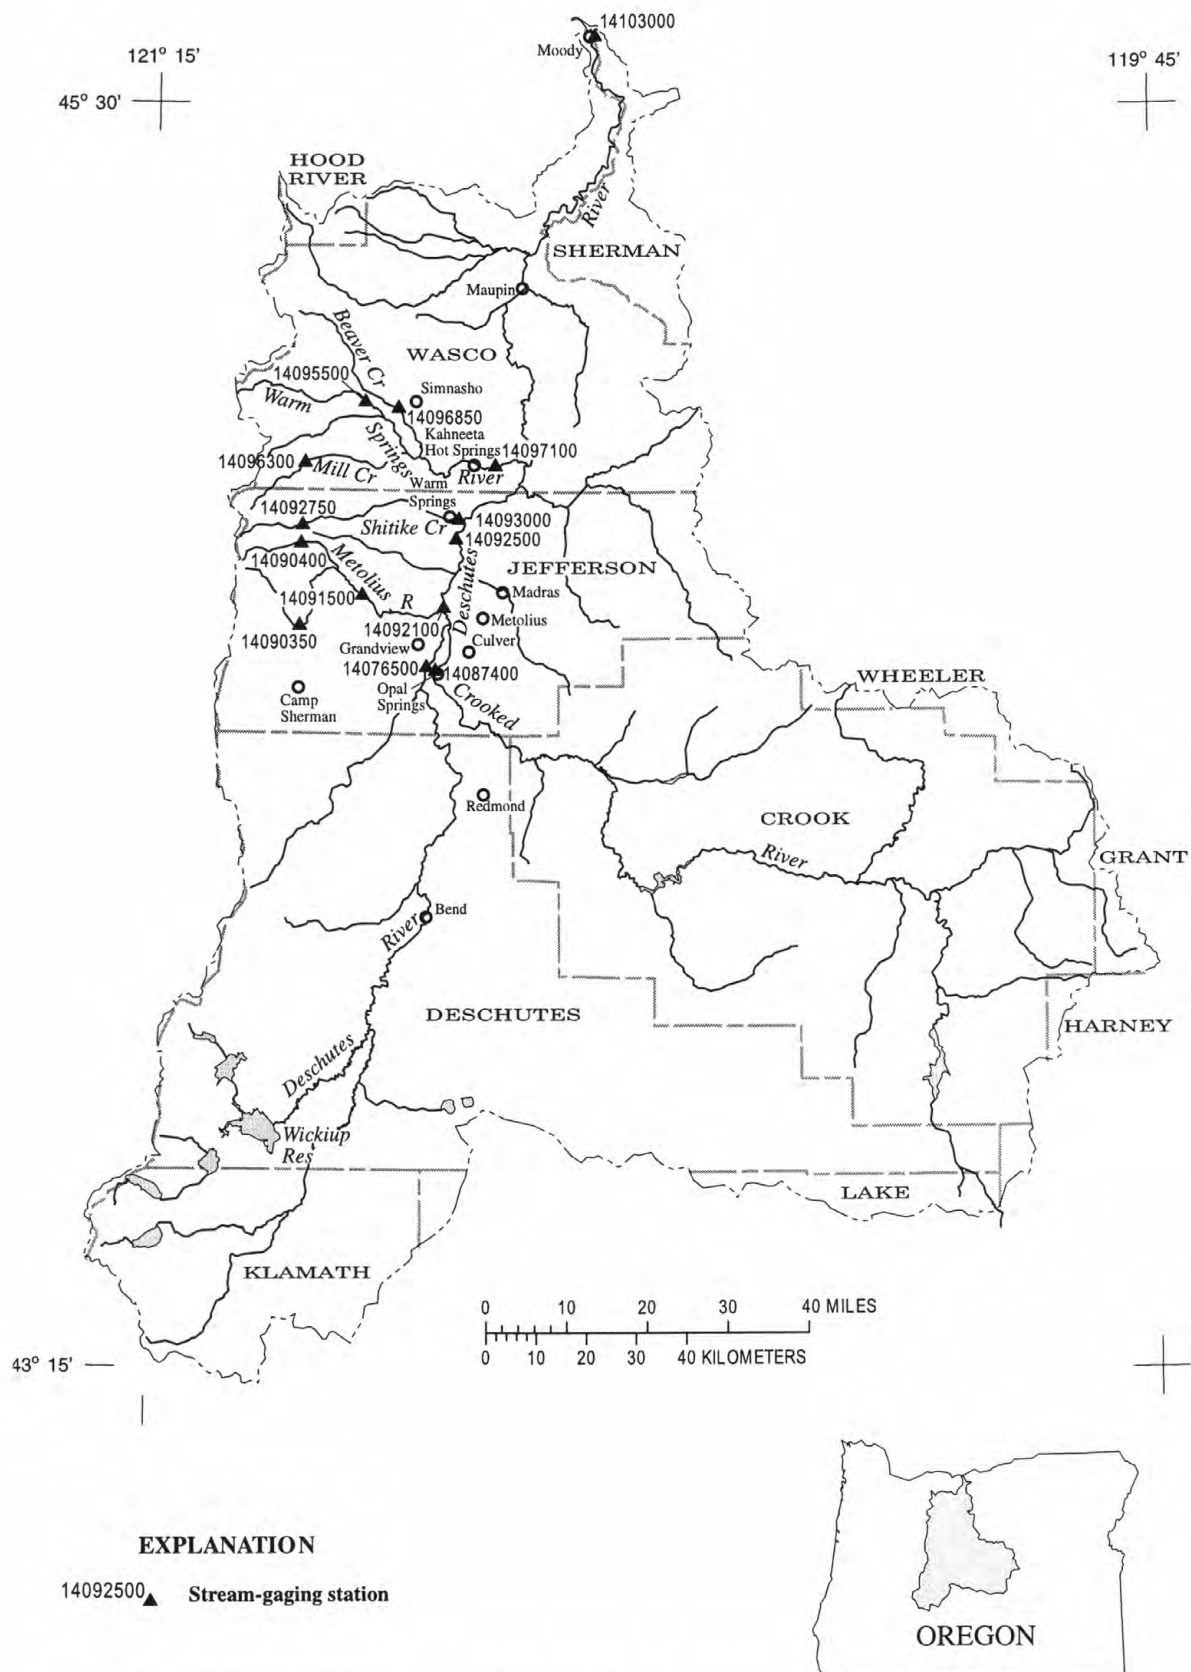 14103000
Moody
121° 15'
119° 45'
45° 30'
HOOD
RIVER
River
SHERMAN
Maupin
Beaver Cr
WASCO
14095500
Simnasho
Warm
14096850
Springs
Kahneeta
Hot Springs
14097100
14096300
Mill Cr
River
Warm
Springs
14092750
Shitike Cr
14093000
14092500
14090400
Metolius
JEFFERSON
Deschutes
14091500
R
Madras
14092100
Metolius
14090350
Grandview
Culver
14076500
14087400
WHEELER
Opal
Springs
Camp
Sherman
Crooked
Redmond
CROOK
River
GRANT
Bend
River
DESCHUTES
HARNEY
Deschutes
Wickiup
Res
LAKE
KLAMATH
0 10 20 30 40 MILES
0 10 20 30 40 KILOMETERS
43° 15'
EXPLANATION
14092500 Stream-gaging station
OREGON